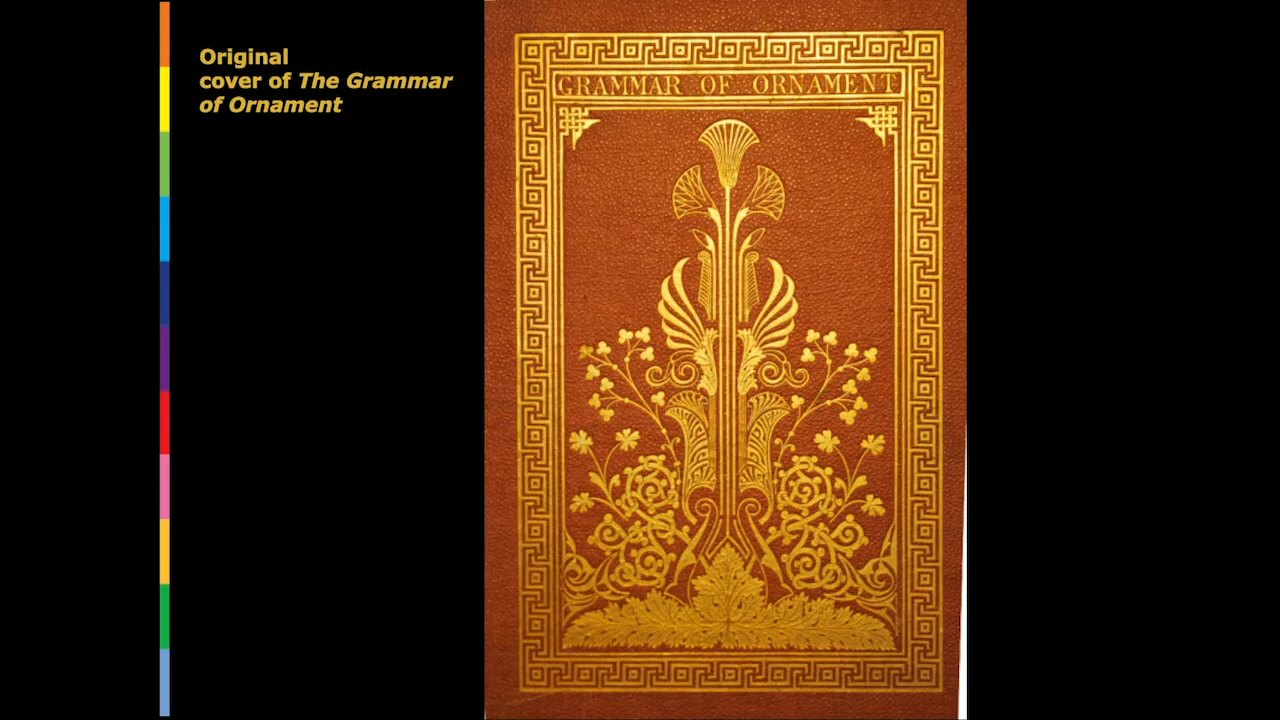 Original
cover of The Grammar
of Ornament
GRAMMAR OF ORNAMENT